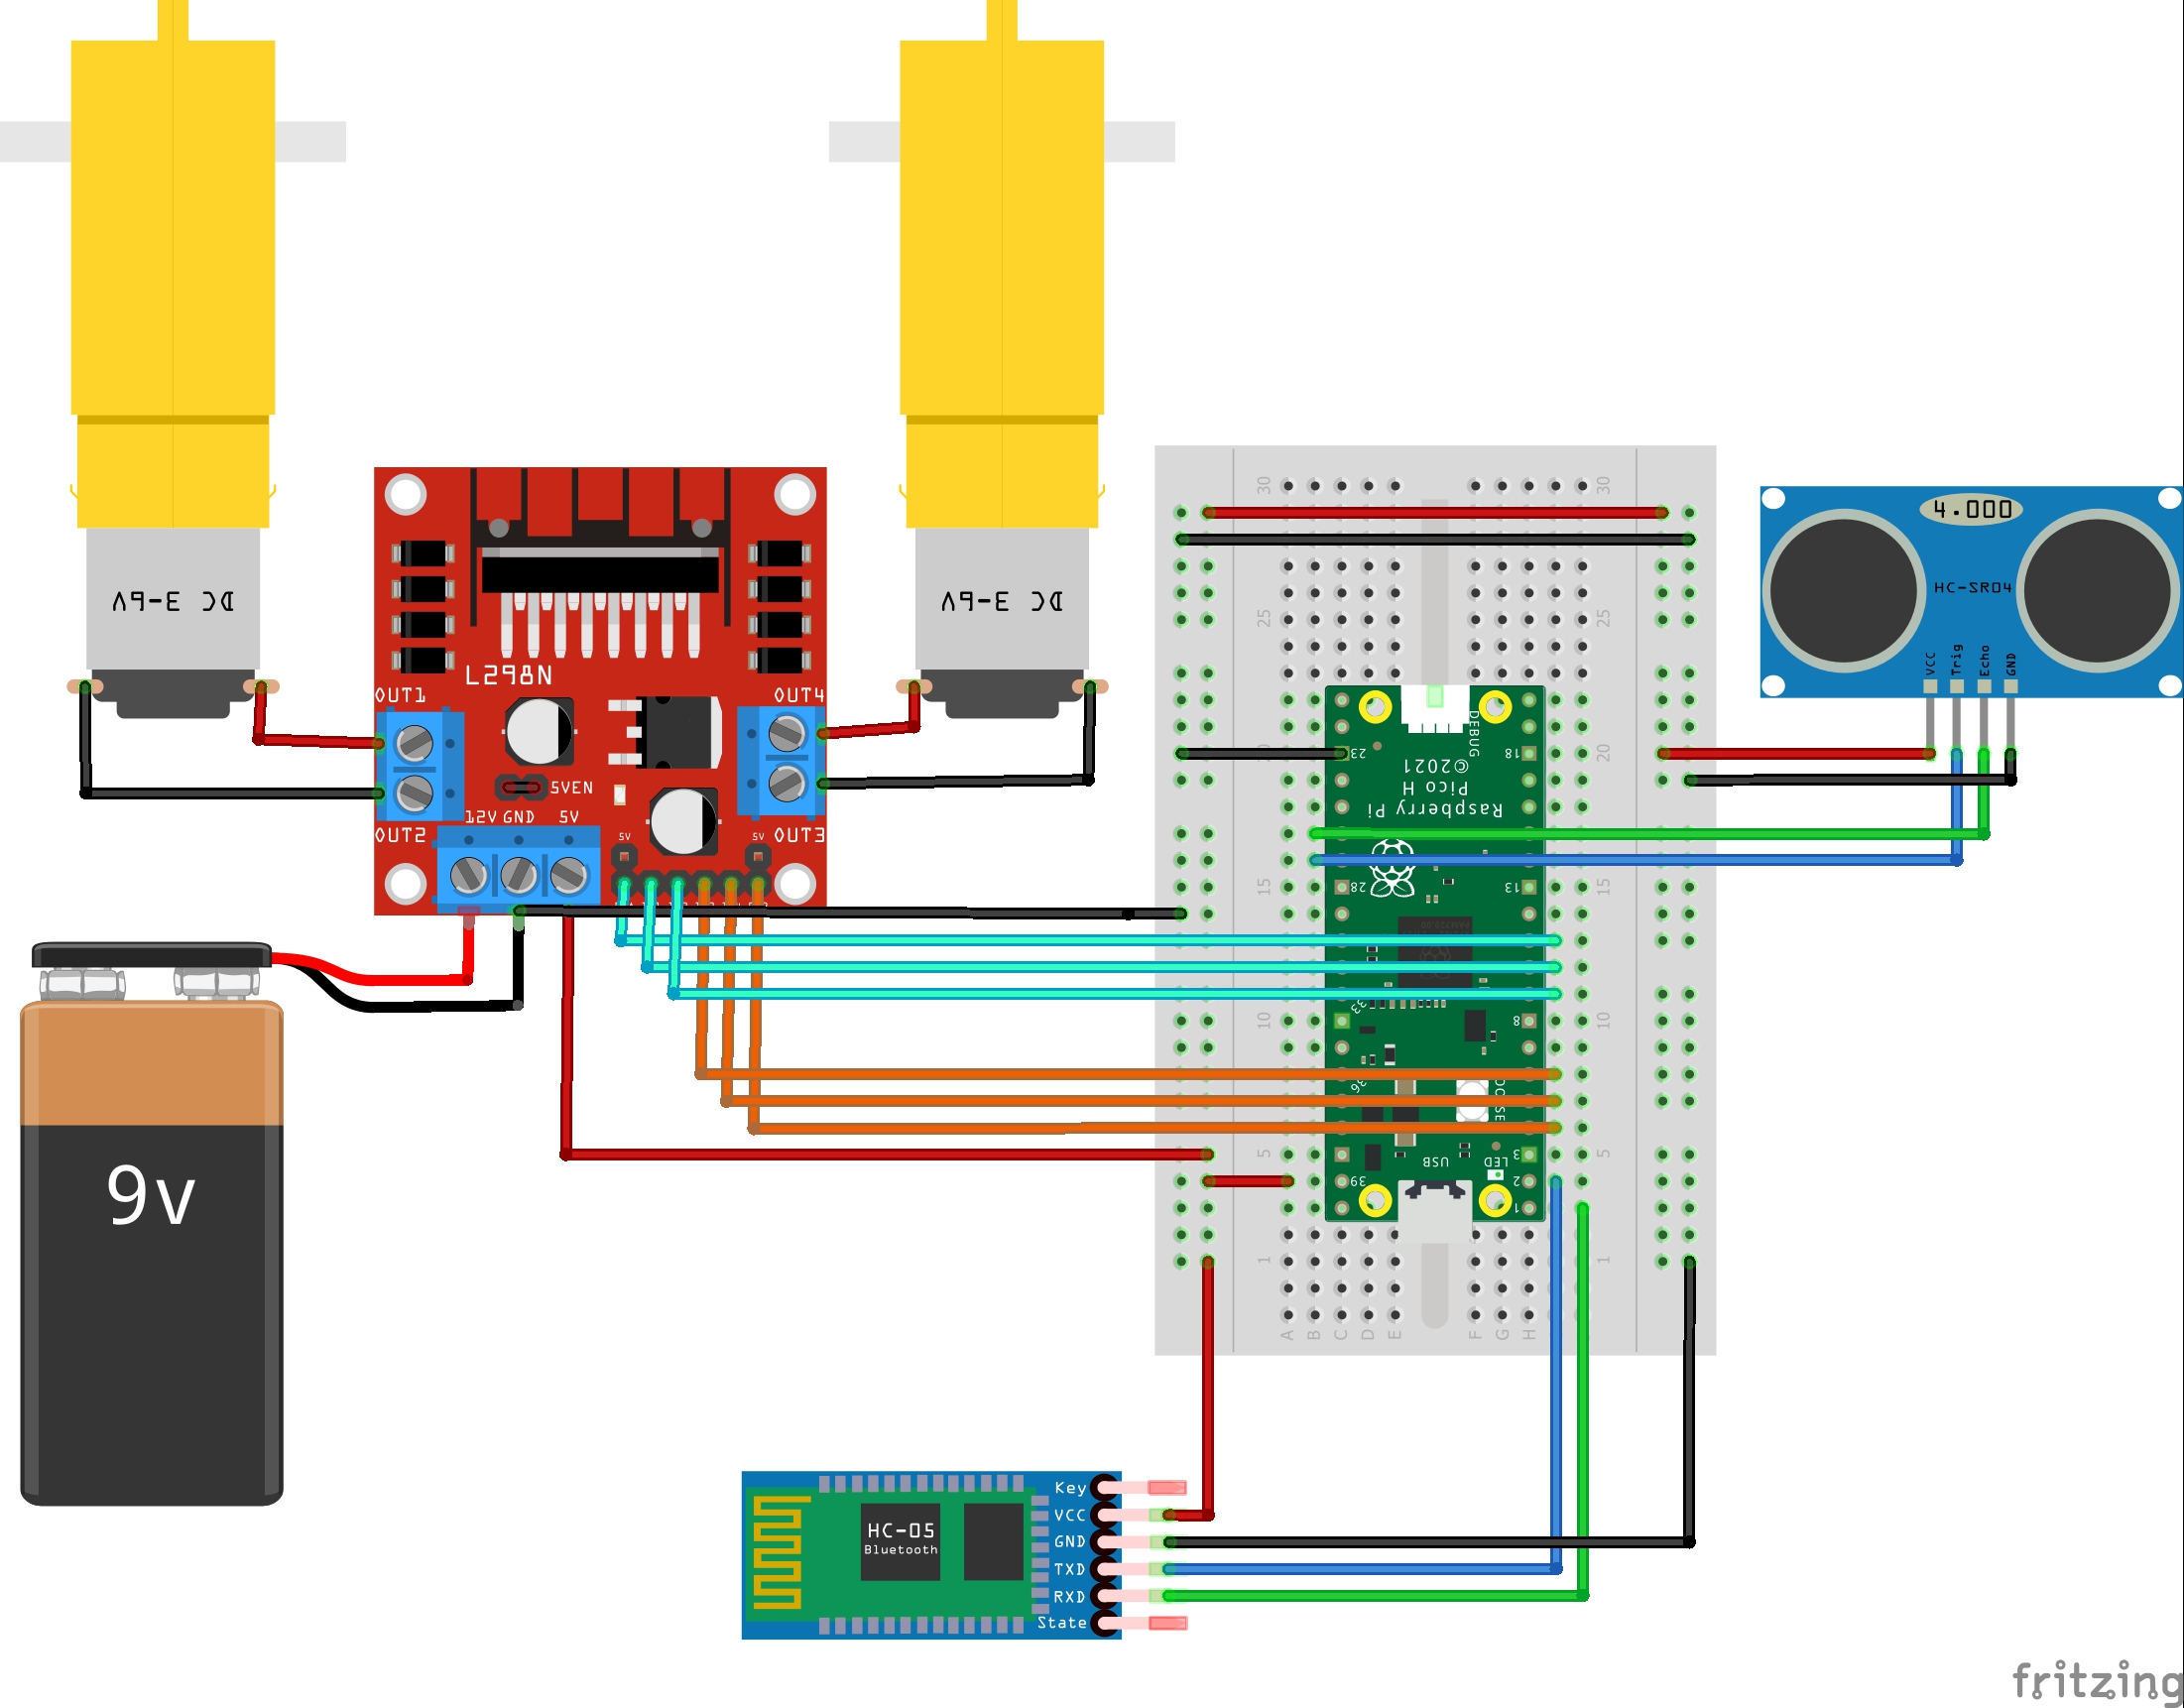 DC 3-6V
DC 3-6V
L298N
OUT1
OUT4
5VEN
12V
GND
5V
OUT2
5V
5V
OUT3
30
30
25
25
20
15
15
10
10
5
5
1
1
A
B
C
D
E
F
G
H
DEBUG
23
18
Raspberry Pi
Pico H
©2021
28
13
33
8
36
3
LED
USB
39
2
1
4.000
HC-SR04
VCC
Trig
Echo
GND
9v
HC-05
Bluetooth
Key
VCC
GND
TXD
RXD
State
fritzing